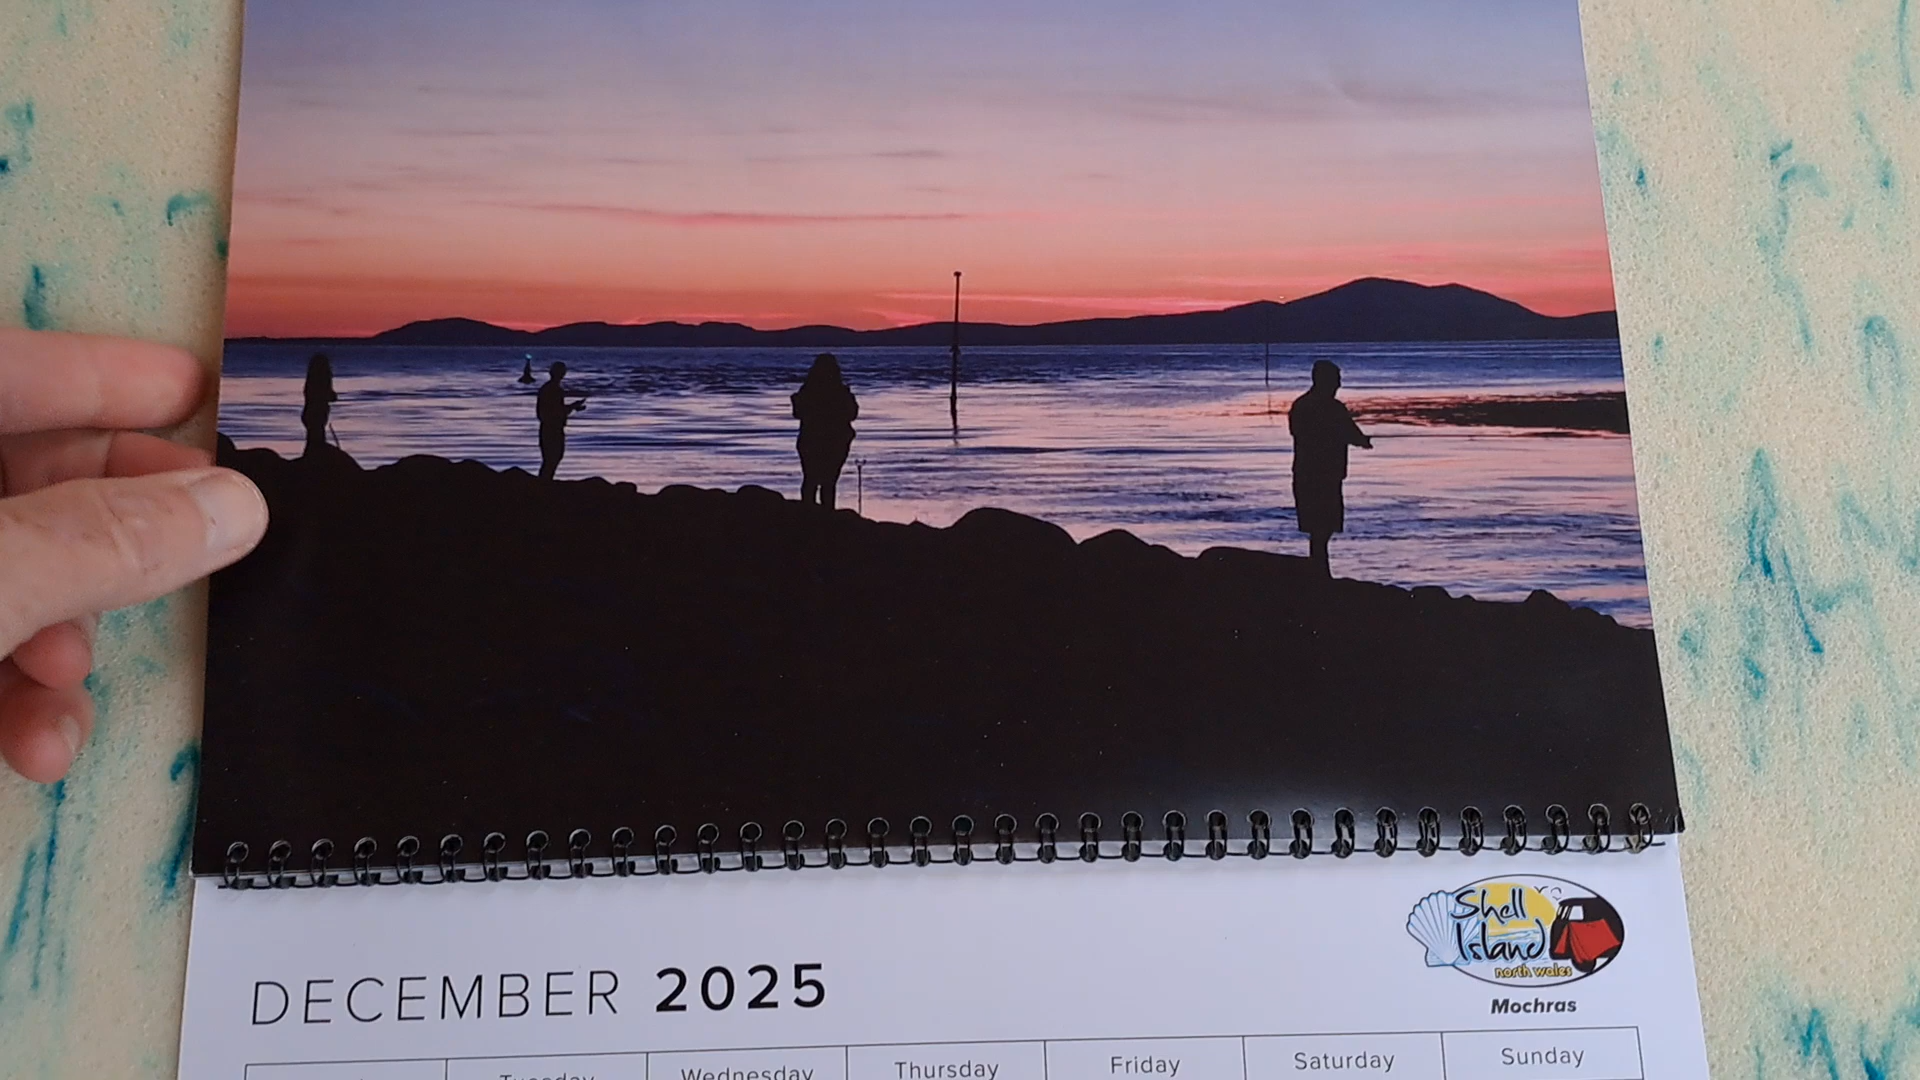 Shell
Island
north wales
Mochras
DECEMBER 2025
Wednesday Thursday Friday Saturday Sunday